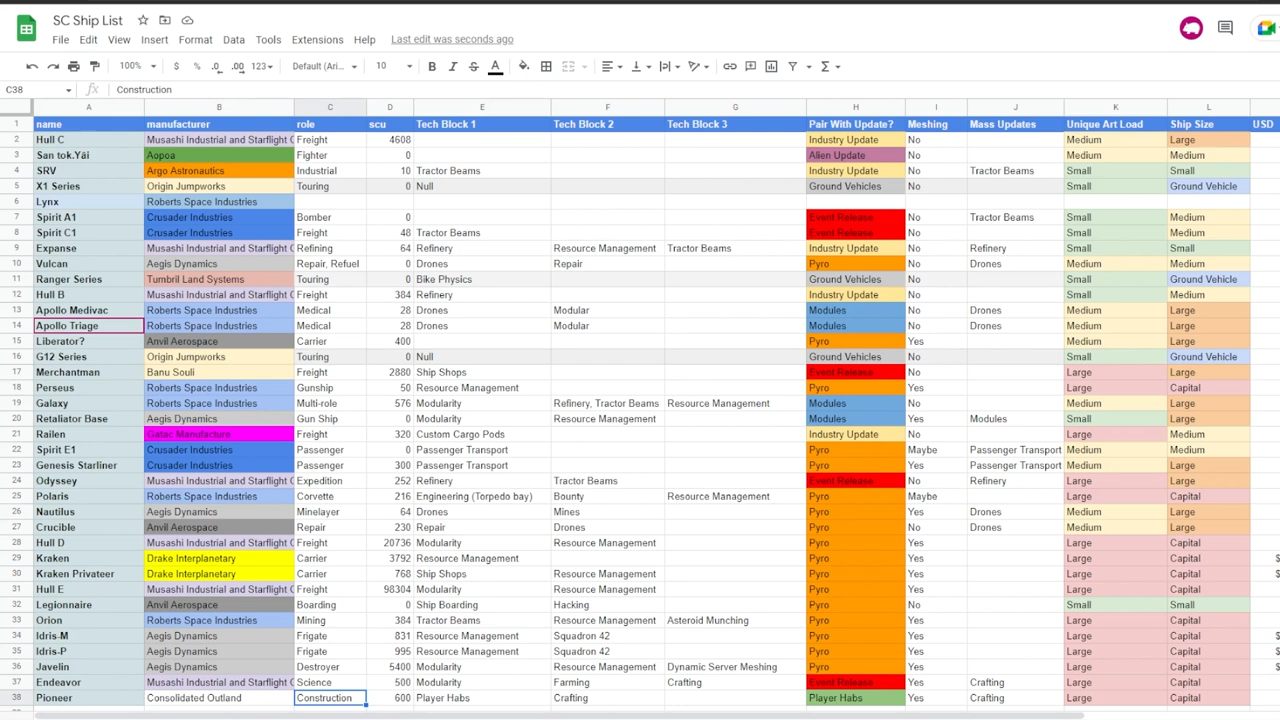 SC Ship List
File Edit View Insert Format Data Tools Extensions Help Last edit was seconds ago
100% $ % .0 .00 123 Default (Ari... 10 B I S A
C38 fx Construction
A B C D E F G H I J K L
1 name manufacturer role scu Tech Block 1 Tech Block 2 Tech Block 3 Pair With Update? Meshing Mass Updates Unique Art Load Ship Size USD
2 Hull C Musashi Industrial and Starflight C Freight 4608 Industry Update No Medium Large
3 San tok.Yāi Aopoa Fighter 0 Alien Update No Medium Medium
4 SRV Argo Astronautics Industrial 10 Tractor Beams Industry Update No Tractor Beams Small Small
5 X1 Series Origin Jumpworks Touring 0 Null Ground Vehicles No Small Ground Vehicle
6 Lynx Roberts Space Industries
7 Spirit A1 Crusader Industries Bomber 0 Event Release No Tractor Beams Small Medium
8 Spirit C1 Crusader Industries Freight 48 Tractor Beams Event Release No Small Medium
9 Expanse Musashi Industrial and Starflight C Refining 64 Refinery Resource Management Tractor Beams Industry Update No Refinery Small Small
10 Vulcan Aegis Dynamics Repair, Refuel 0 Drones Repair Pyro No Drones Medium Medium
11 Ranger Series Tumbril Land Systems Touring 0 Bike Physics Ground Vehicles No Small Ground Vehicle
12 Hull B Musashi Industrial and Starflight C Freight 384 Refinery Industry Update No Small Medium
13 Apollo Medivac Roberts Space Industries Medical 28 Drones Modular Modules No Drones Medium Large
14 Apollo Triage Roberts Space Industries Medical 28 Drones Modular Modules No Drones Medium Large
15 Liberator? Anvil Aerospace Carrier 400 Pyro Yes Medium Large
16 G12 Series Origin Jumpworks Touring 0 Null Ground Vehicles No Small Ground Vehicle
17 Merchantman Banu Souli Freight 2880 Ship Shops Event Release No Large Large
18 Perseus Roberts Space Industries Gunship 50 Resource Management Pyro Yes Large Capital
19 Galaxy Roberts Space Industries Multi-role 576 Modularity Refinery, Tractor Beams Resource Management Modules No Medium Large
20 Retaliator Base Aegis Dynamics Gun Ship 0 Modularity Resource Management Modules Yes Modules Small Large
21 Railen Gatac Manufacture Freight 320 Custom Cargo Pods Industry Update No Large Medium
22 Spirit E1 Crusader Industries Passenger 0 Passenger Transport Pyro Maybe Passenger Transport Medium Medium
23 Genesis Starliner Crusader Industries Passenger 300 Passenger Transport Pyro Yes Passenger Transport Medium Large
24 Odyssey Musashi Industrial and Starflight C Expedition 252 Refinery Tractor Beams Event Release No Refinery Large Large
25 Polaris Roberts Space Industries Corvette 216 Engineering (Torpedo bay) Bounty Resource Management Pyro Maybe Large Capital
26 Nautilus Aegis Dynamics Minelayer 64 Drones Mines Pyro Yes Drones Medium Large
27 Crucible Anvil Aerospace Repair 230 Repair Drones Pyro No Drones Medium Large
28 Hull D Musashi Industrial and Starflight C Freight 20736 Modularity Resource Management Pyro Yes Large Capital
29 Kraken Drake Interplanetary Carrier 3792 Resource Management Pyro Yes Large Capital $
30 Kraken Privateer Drake Interplanetary Carrier 768 Ship Shops Resource Management Pyro Yes Large Capital $
31 Hull E Musashi Industrial and Starflight C Freight 98304 Modularity Resource Management Pyro Yes Large Capital
32 Legionnaire Anvil Aerospace Boarding 0 Ship Boarding Hacking Pyro No Small Small
33 Orion Roberts Space Industries Mining 384 Tractor Beams Resource Management Asteroid Munching Pyro Yes Large Capital
34 Idris-M Aegis Dynamics Frigate 831 Resource Management Squadron 42 Pyro Yes Large Capital $
35 Idris-P Aegis Dynamics Frigate 995 Resource Management Squadron 42 Pyro Yes Large Capital $
36 Javelin Aegis Dynamics Destroyer 5400 Modularity Resource Management Dynamic Server Meshing Pyro Yes Large Capital $
37 Endeavor Musashi Industrial and Starflight C Science 500 Modularity Farming Crafting Event Release Yes Crafting Large Capital
38 Pioneer Consolidated Outland Construction 600 Player Habs Crafting Player Habs Yes Crafting Large Capital